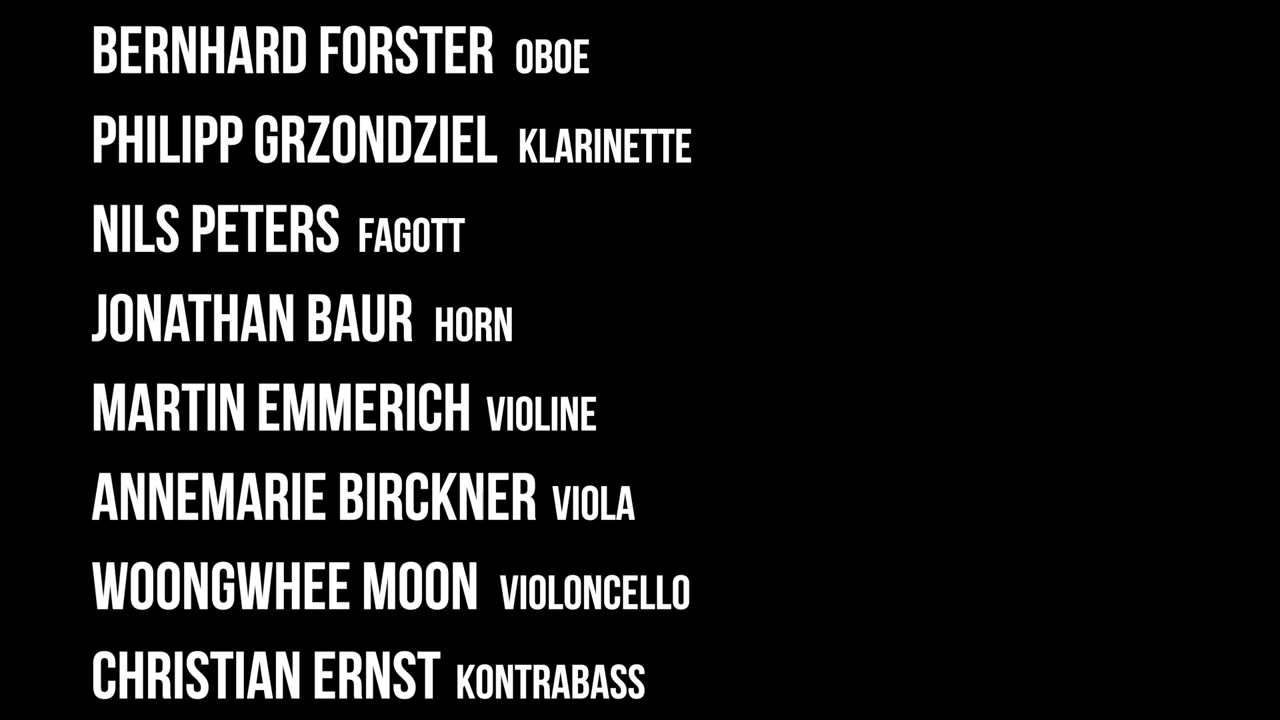 BERNHARD FORSTER OBOE
PHILIPP GRZONDZIEL KLARINETTE
NILS PETERS FAGOTT
JONATHAN BAUR HORN
MARTIN EMMERICH VIOLINE
ANNEMARIE BIRCKNER VIOLA
WOONGWHEE MOON VIOLONCELLO
CHRISTIAN ERNST KONTRABASS